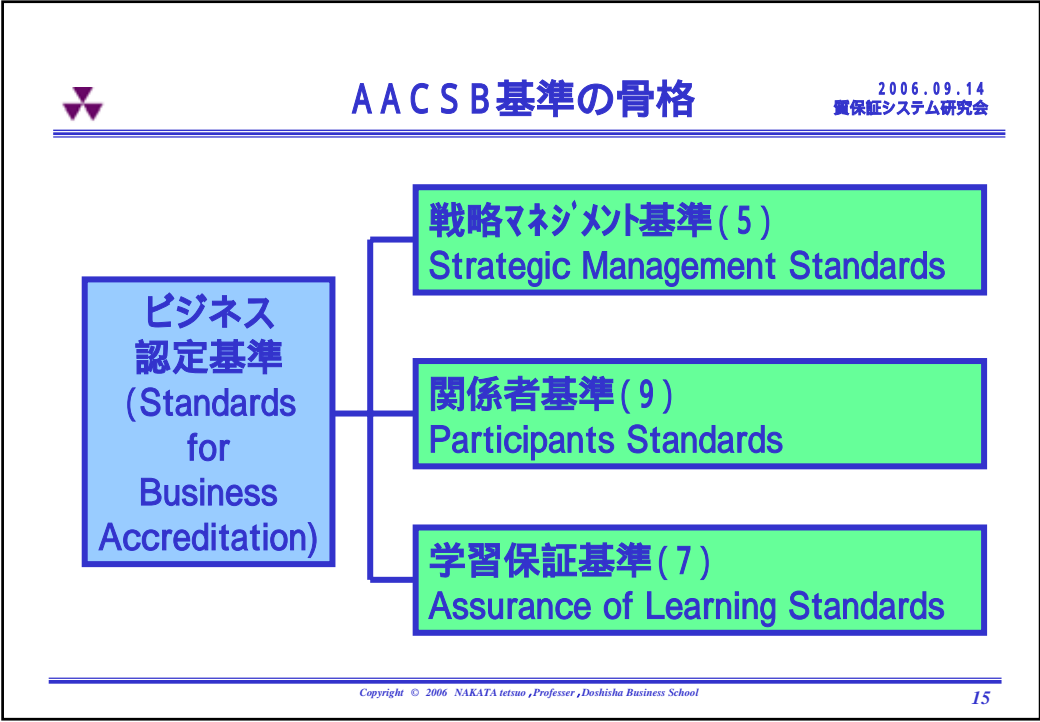 AACSB基準の骨格
2006.09.14
質保証システム研究会
戦略ﾏﾈｼﾞﾒﾝﾄ基準(5)
Strategic Management Standards
ビジネス
認定基準
(Standards
for
Business
Accreditation)
関係者基準(9)
Participants Standards
学習保証基準(7)
Assurance of Learning Standards
Copyright © 2006 NAKATA tetsuo , Professer , Doshisha Business School
15